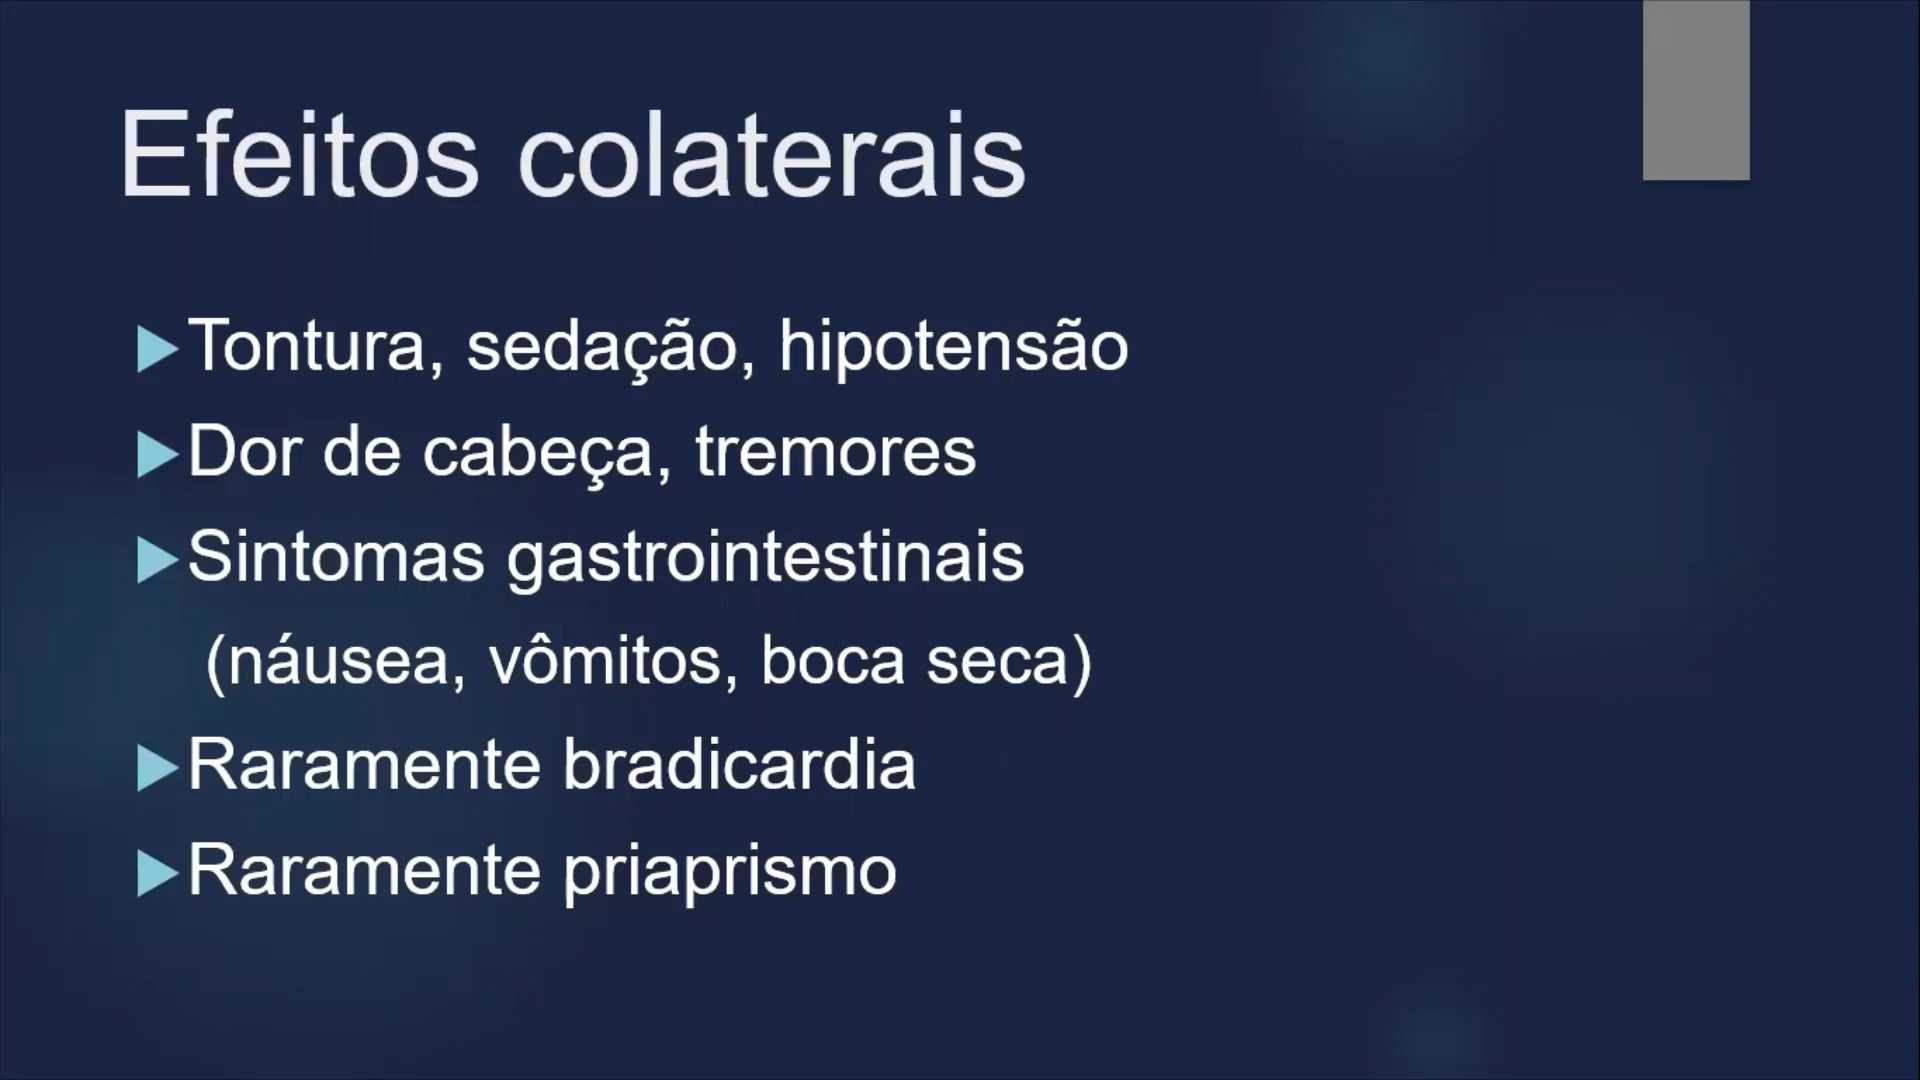 Efeitos colaterais
Tontura, sedação, hipotensão
Dor de cabeça, tremores
Sintomas gastrointestinais
(náusea, vômitos, boca seca)
Raramente bradicardia
Raramente priaprismo